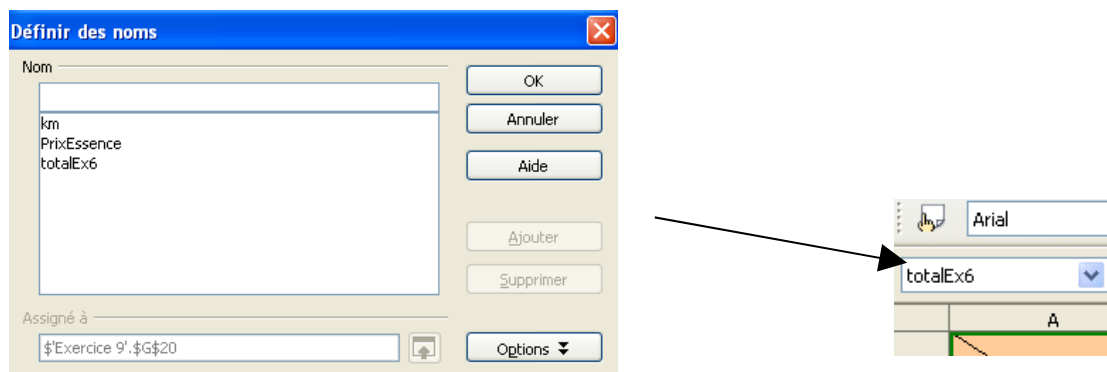 Définir des noms
Nom
OK
km
PrixEssence
totalEx6
Annuler
Aide
Ajouter
Supprimer
Assigné à
$'Exercice 9'.$G$20
Options
Arial
totalEx6
A